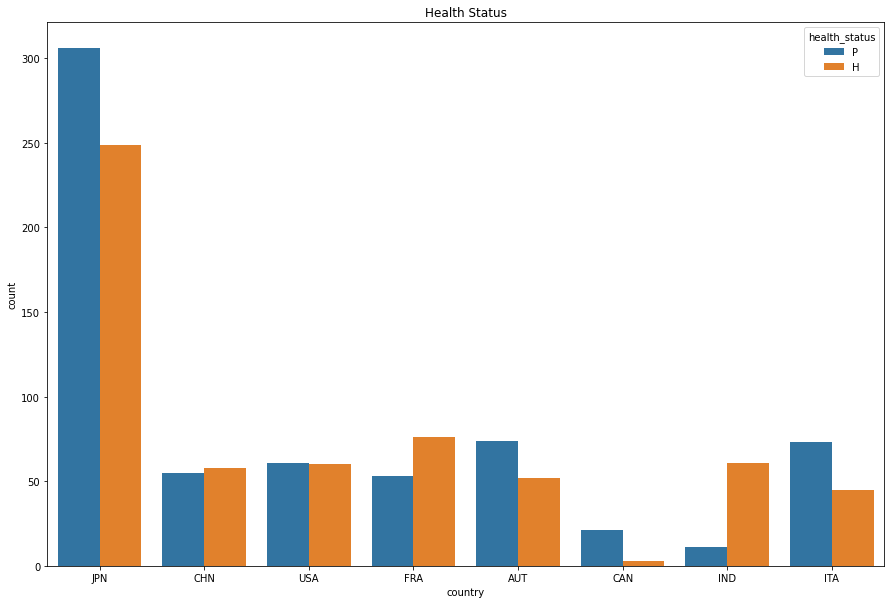 Health Status
health_status
P
H
count
300
250
200
150
100
50
0
JPN CHN USA FRA AUT CAN IND ITA
country